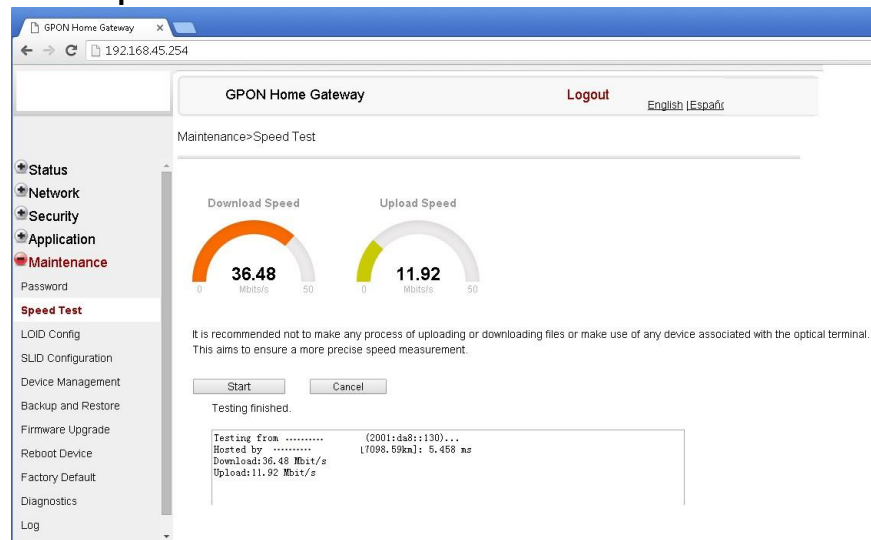 GPON Home Gateway
192.168.45.254
GPON Home Gateway
Logout
English |Españo
Maintenance>Speed Test
Status
Network
Security
Application
Maintenance
Password
Speed Test
LOID Config
SLID Configuration
Device Management
Backup and Restore
Firmware Upgrade
Reboot Device
Factory Default
Diagnostics
Log
Download Speed
36.48
Mbits/s
0
50
Upload Speed
11.92
Mbits/s
0
50
It is recommended not to make any process of uploading or downloading files or make use of any device associated with the optical terminal.
This aims to ensure a more precise speed measurement.
Start
Cancel
Testing finished.
Testing from .......... (2001:da8::130)...
Hosted by .......... [7098.59km]: 5.458 ms
Download:36.48 Mbit/s
Upload:11.92 Mbit/s